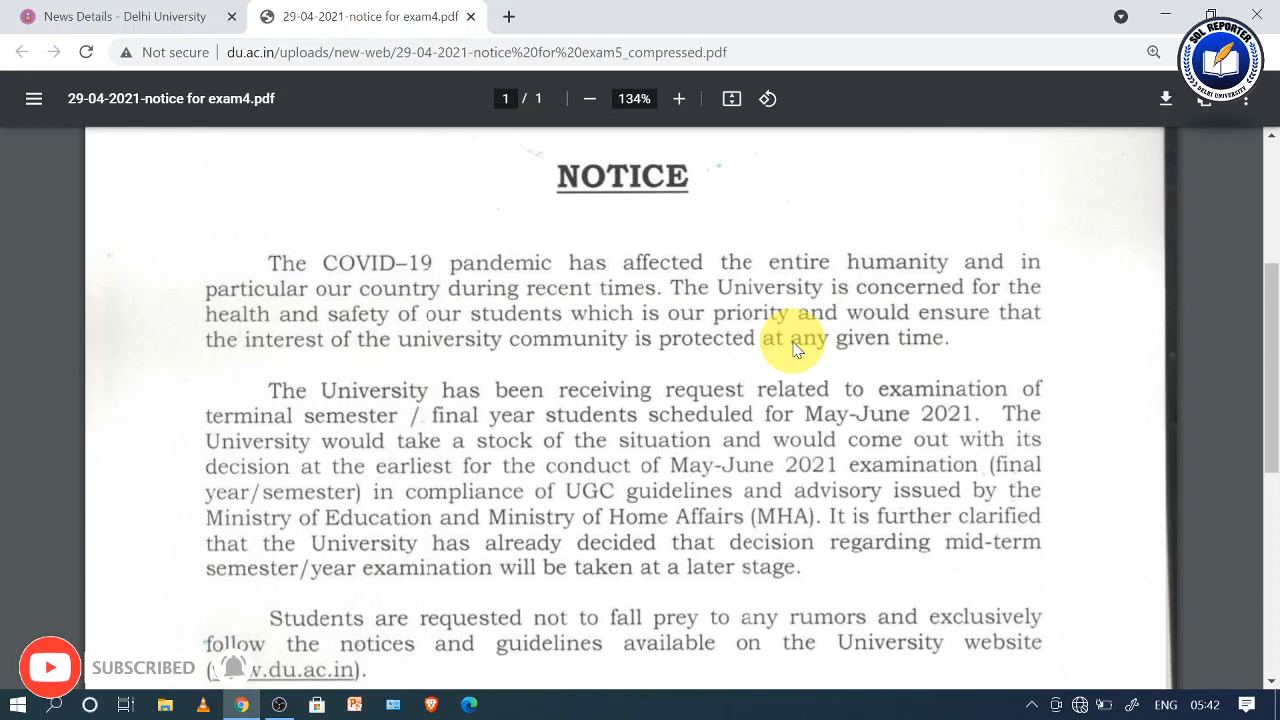 News Details - Delhi University
29-04-2021-notice for exam4.pdf
Not secure
du.ac.in/uploads/new-web/29-04-2021-notice%20for%20exam5_compressed.pdf
SOL REPORTER
DELHI UNIVERSITY
29-04-2021-notice for exam4.pdf
1 / 1
134%
NOTICE
The COVID–19 pandemic has affected the entire humanity and in
particular our country during recent times. The University is concerned for the
health and safety of our students which is our priority and would ensure that
the interest of the university community is protected at any given time.
The University has been receiving request related to examination of
terminal semester / final year students scheduled for May-June 2021. The
University would take a stock of the situation and would come out with its
decision at the earliest for the conduct of May-June 2021 examination (final
year/semester) in compliance of UGC guidelines and advisory issued by the
Ministry of Education and Ministry of Home Affairs (MHA). It is further clarified
that the University has already decided that decision regarding mid-term
semester/year examination will be taken at a later stage.
Students are requested not to fall prey to any rumors and exclusively
follow the notices and guidelines available on the University website
w.du.ac.in).
SUBSCRIBED
ENG
05:42